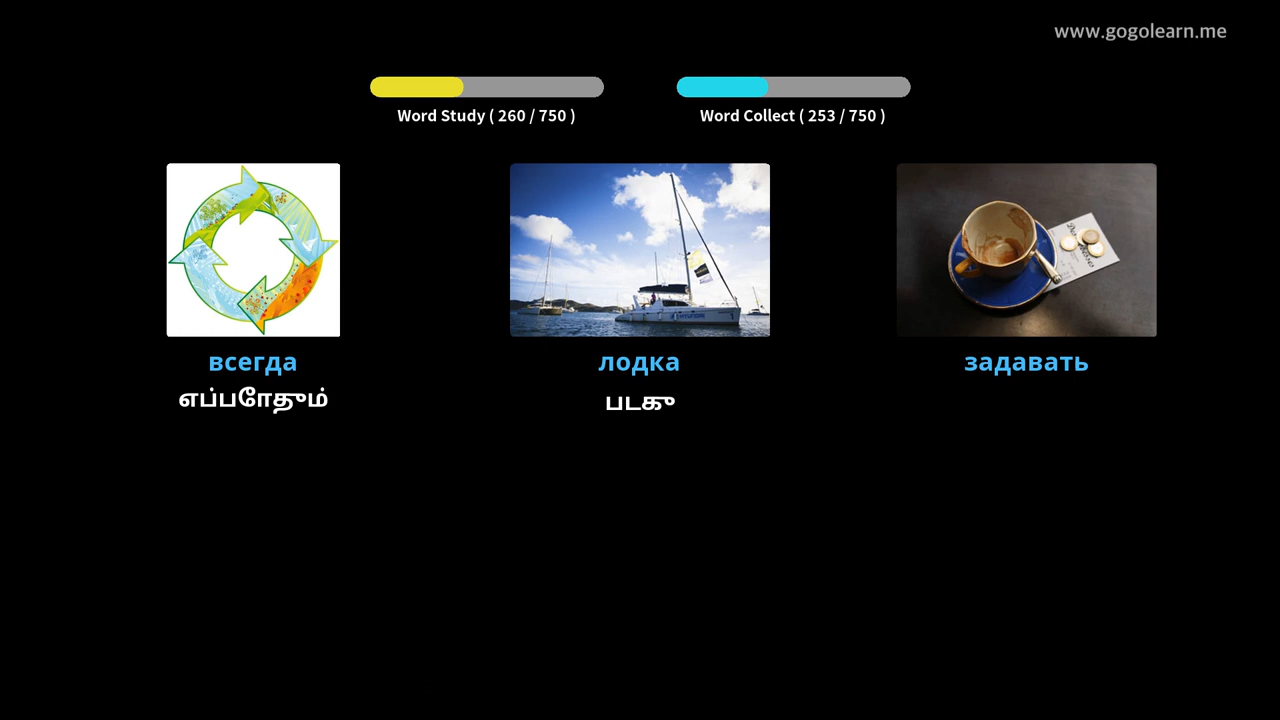 www.gogolearn.me
Word Study ( 260 / 750 )
Word Collect ( 253 / 750 )
всегда
எப்போதும்
лодка
படகு
задавать